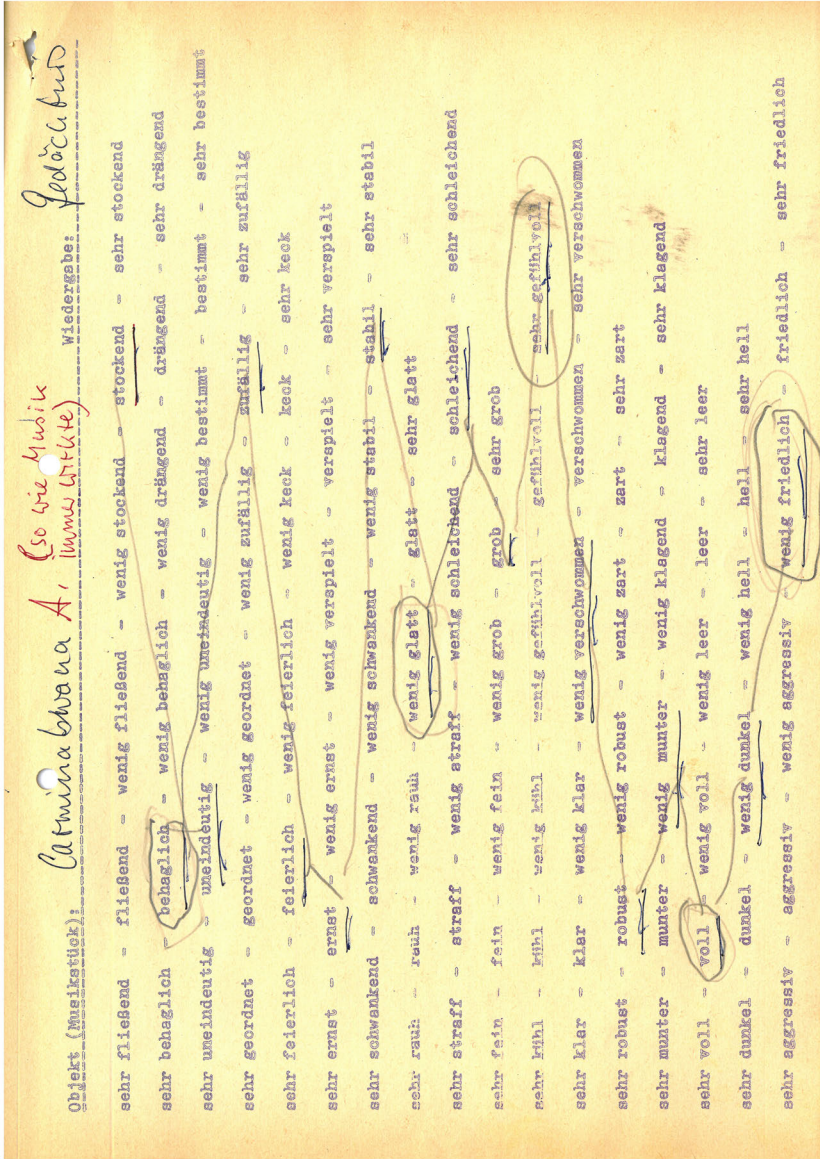 Objekt (Musikstück): Carmina burana A, (so wie Musik immer wirkte) Wiedergabe: Gedächtnis
sehr fließend - fließend - wenig fließend - wenig stockend - stockend - sehr stockend
sehr behaglich - behaglich - wenig behaglich - wenig drängend - drängend - sehr drängend
sehr uneindeutig - uneindeutig - wenig uneindeutig - wenig bestimmt - bestimmt - sehr bestimmt
sehr geordnet - geordnet - wenig geordnet - wenig zufällig - zufällig - sehr zufällig
sehr feierlich - feierlich - wenig feierlich - wenig keck - keck - sehr keck
sehr ernst - ernst - wenig ernst - wenig verspielt - verspielt - sehr verspielt
sehr schwankend - schwankend - wenig schwankend - wenig stabil - stabil - sehr stabil
sehr rauh - rauh - wenig rauh - wenig glatt - glatt - sehr glatt
sehr straff - straff - wenig straff - wenig schleichend - schleichend - sehr schleichend
sehr fein - fein - wenig fein - wenig grob - grob - sehr grob
sehr kühl - kühl - wenig kühl - wenig gefühlvoll - gefühlvoll - sehr gefühlvoll
sehr klar - klar - wenig klar - wenig verschwommen - verschwommen - sehr verschwommen
sehr robust - robust - wenig robust - wenig zart - zart - sehr zart
sehr munter - munter - wenig munter - wenig klagend - klagend - sehr klagend
sehr voll - voll - wenig voll - wenig leer - leer - sehr leer
sehr dunkel - dunkel - wenig dunkel - wenig hell - hell - sehr hell
sehr aggressiv - aggressiv - wenig aggressiv - wenig friedlich - friedlich - sehr friedlich